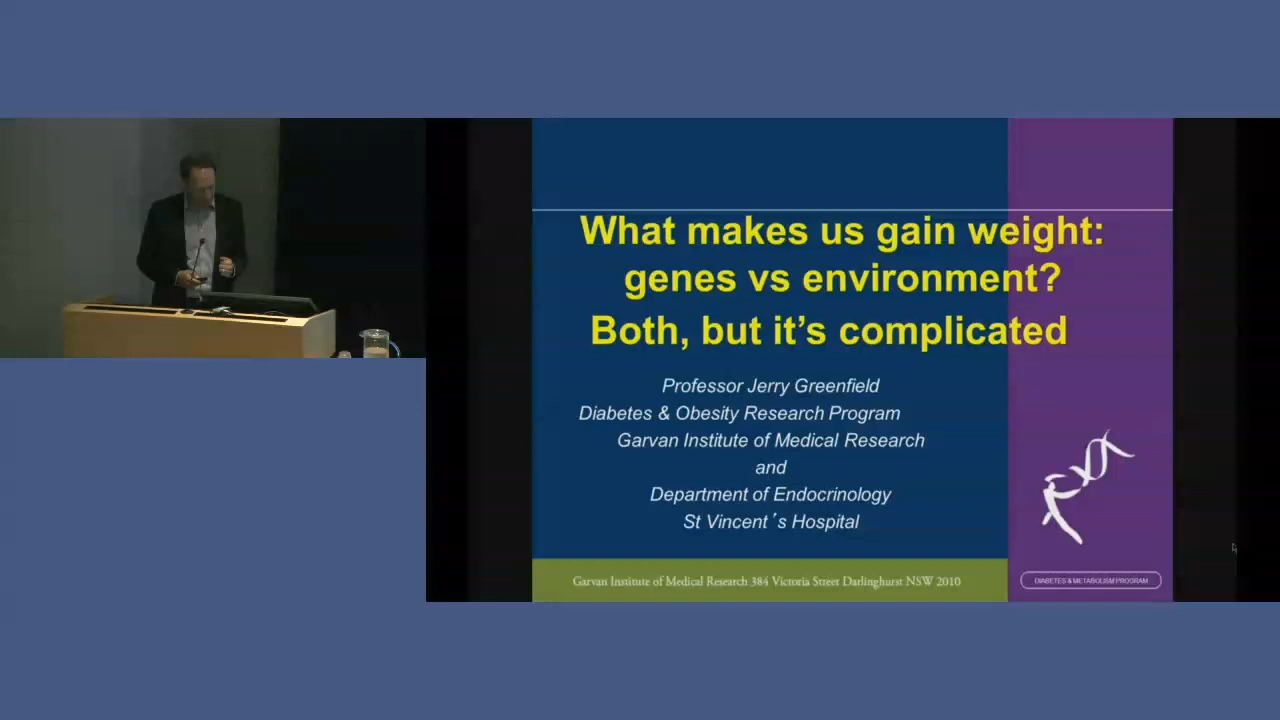 What makes us gain weight:
genes vs environment?
Both, but it's complicated
Professor Jerry Greenfield
Diabetes & Obesity Research Program
Garvan Institute of Medical Research
and
Department of Endocrinology
St Vincent´s Hospital
Garvan Institute of Medical Research 384 Victoria Street Darlinghurst NSW 2010
DIABETES & METABOLISM PROGRAM